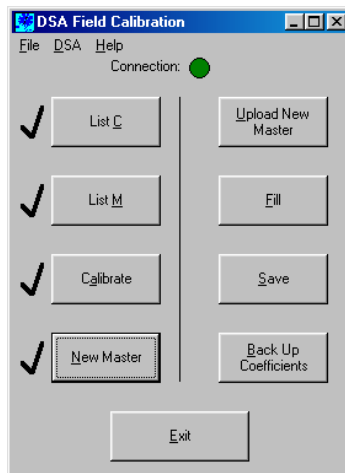 DSA Field Calibration
File DSA Help
Connection:
List C
Upload New
Master
List M
Fill
Calibrate
Save
New Master
Back Up
Coefficients
Exit